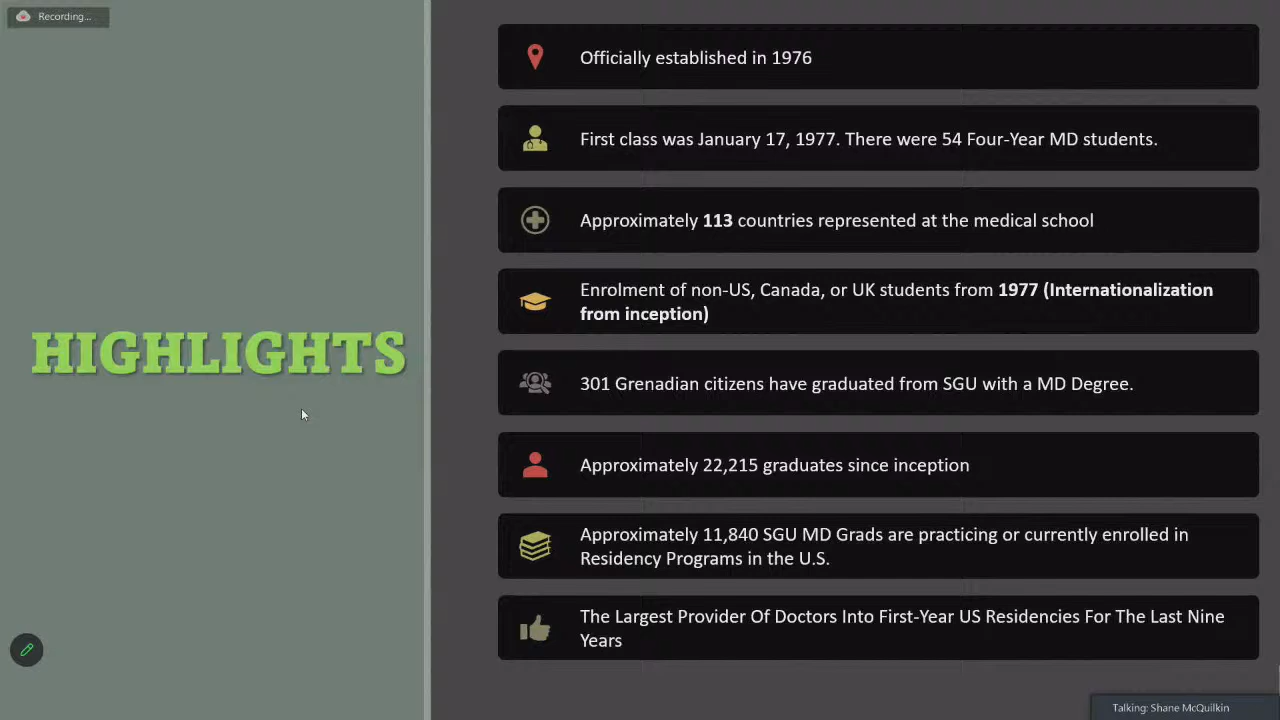 Recording...
HIGHLIGHTS
Officially established in 1976
First class was January 17, 1977. There were 54 Four-Year MD students.
Approximately 113 countries represented at the medical school
Enrolment of non-US, Canada, or UK students from 1977 (Internationalization
from inception)
301 Grenadian citizens have graduated from SGU with a MD Degree.
Approximately 22,215 graduates since inception
Approximately 11,840 SGU MD Grads are practicing or currently enrolled in
Residency Programs in the U.S.
The Largest Provider Of Doctors Into First-Year US Residencies For The Last Nine
Years
Talking: Shane McQuilkin